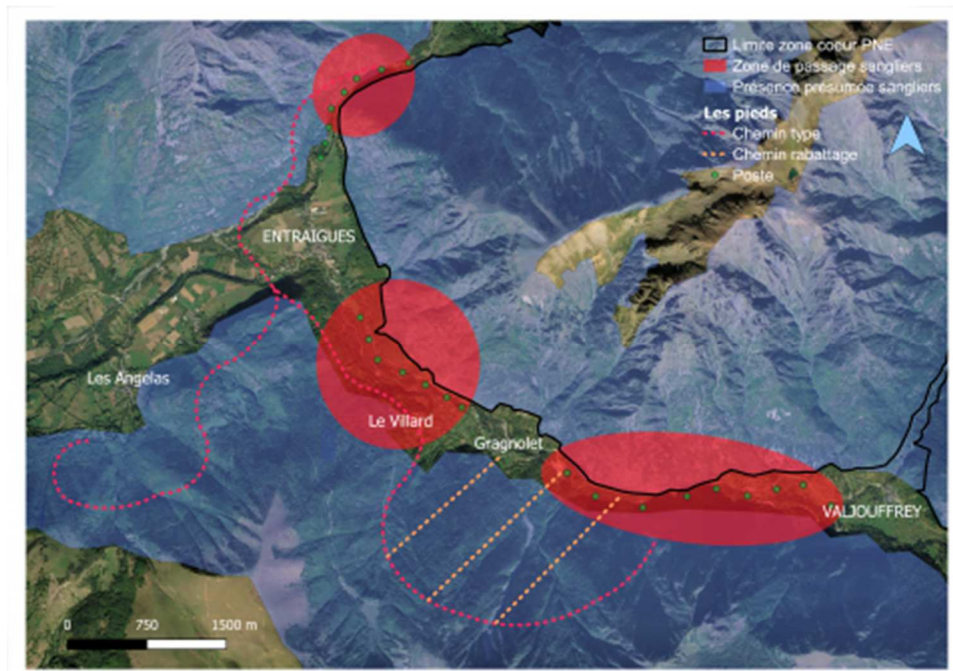 Limite zone coeur PNE
Zone de passage sangliers
Présence présumée sangliers
Les pieds
Chemin type
Chemin rabattage
Poste
ENTRAIGUES
Les Angelas
Le Villard
Gragnolet
VALJOUFFREY
0 750 1500 m